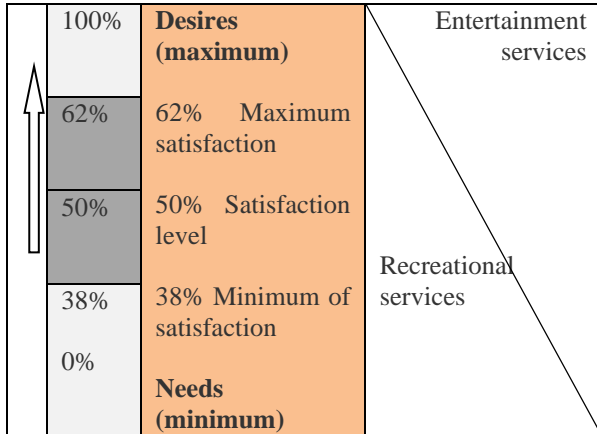 100%
Desires
(maximum)
Entertainment
services
62%
62% Maximum
satisfaction
50%
50% Satisfaction
level
Recreational
services
38%
38% Minimum of
satisfaction
0%
Needs
(minimum)